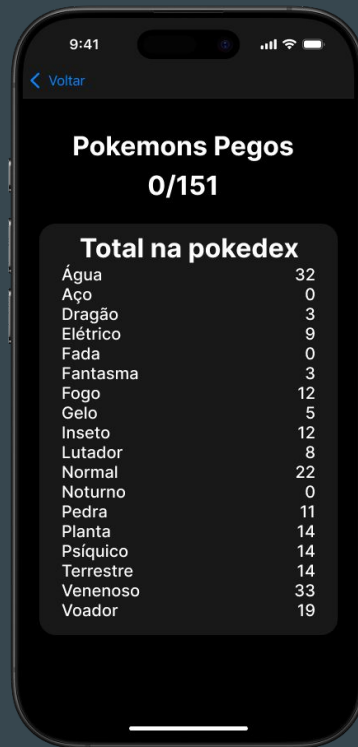 9:41
Voltar
Pokemons Pegos
0/151
Total na pokedex
Água 32
Aço 0
Dragão 3
Elétrico 9
Fada 0
Fantasma 3
Fogo 12
Gelo 5
Inseto 12
Lutador 8
Normal 22
Noturno 0
Pedra 11
Planta 14
Psíquico 14
Terrestre 14
Venenoso 33
Voador 19